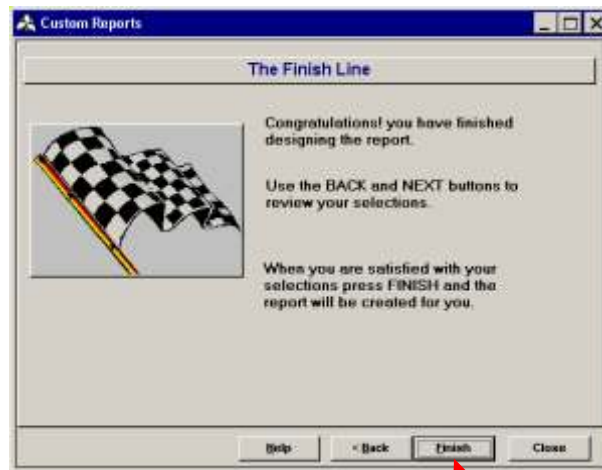 Custom Reports
The Finish Line
Congratulations! you have finished
designing the report.
Use the BACK and NEXT buttons to
review your selections.
When you are satisfied with your
selections press FINISH and the
report will be created for you.
Help < Back Finish Close